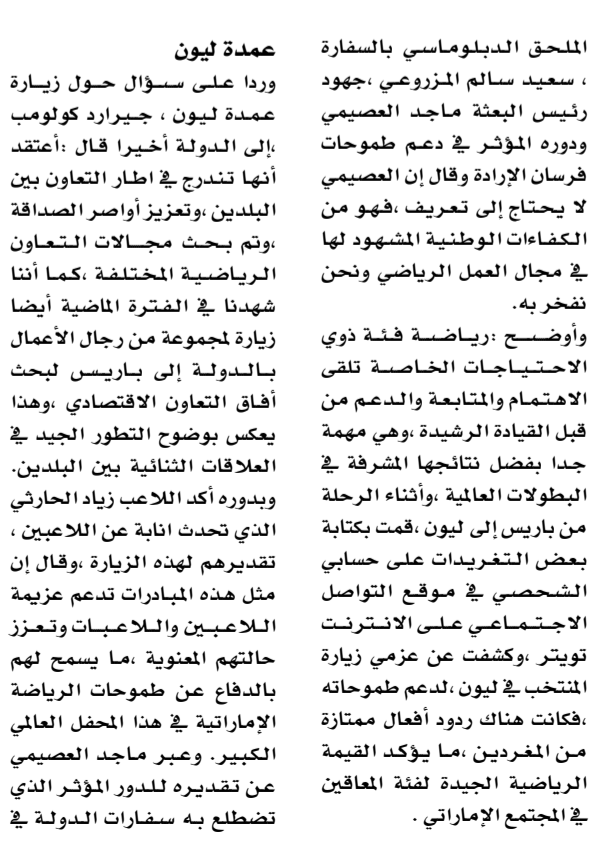 الملحق الدبلوماسي بالسفارة
، سعيد سالم المزروعي ،جهود
رئيس البعثة ماجد العصيمي
ودوره المؤثر في دعم طموحات
فرسان الإرادة وقال إن العصيمي
لا يحتاج إلى تعريف ،فهو من
الكفاءات الوطنية المشهود لها
في مجال العمل الرياضي ونحن
نفخر به.
وأوضح :رياضة فئة ذوي
الاحتياجات الخاصة تلقى
الاهتمام والمتابعة والدعم من
قبل القيادة الرشيدة ،وهي مهمة
جدا بفضل نتائجها المشرفة في
البطولات العالمية ،وأثناء الرحلة
من باريس إلى ليون ،قمت بكتابة
بعض التغريدات على حسابي
الشخصي في موقع التواصل
الاجتماعي على الانترنت
تويتر ،وكشفت عن عزمي زيارة
المنتخب في ليون ،لدعم طموحاته
،فكانت هناك ردود أفعال ممتازة
من المغردين ،ما يؤكد القيمة
الرياضية الجيدة لفئة المعاقين
في المجتمع الإماراتي .
عمدة ليون
وردا على سؤال حول زيارة
عمدة ليون ، جيرارد كولومب
،إلى الدولة أخيرا قال :أعتقد
أنها تندرج في اطار التعاون بين
البلدين ،وتعزيز أواصر الصداقة
،وتم بحث مجالات التعاون
الرياضية المختلفة ،كما أننا
شهدنا في الفترة الماضية أيضا
زيارة لمجموعة من رجال الأعمال
بالدولة إلى باريس لبحث
أفاق التعاون الاقتصادي ،وهذا
يعكس بوضوح التطور الجيد في
العلاقات الثنائية بين البلدين.
وبدوره أكد اللاعب زياد الحارثي
الذي تحدث انابة عن اللاعبين ،
تقديرهم لهذه الزيارة ،وقال إن
مثل هذه المبادرات تدعم عزيمة
اللاعبين واللاعبات وتعزز
حالتهم المعنوية ،ما يسمح لهم
بالدفاع عن طموحات الرياضة
الإماراتية في هذا المحفل العالمي
الكبير. وعبر ماجد العصيمي
عن تقديره للدور المؤثر الذي
تضطلع به سفارات الدولة في